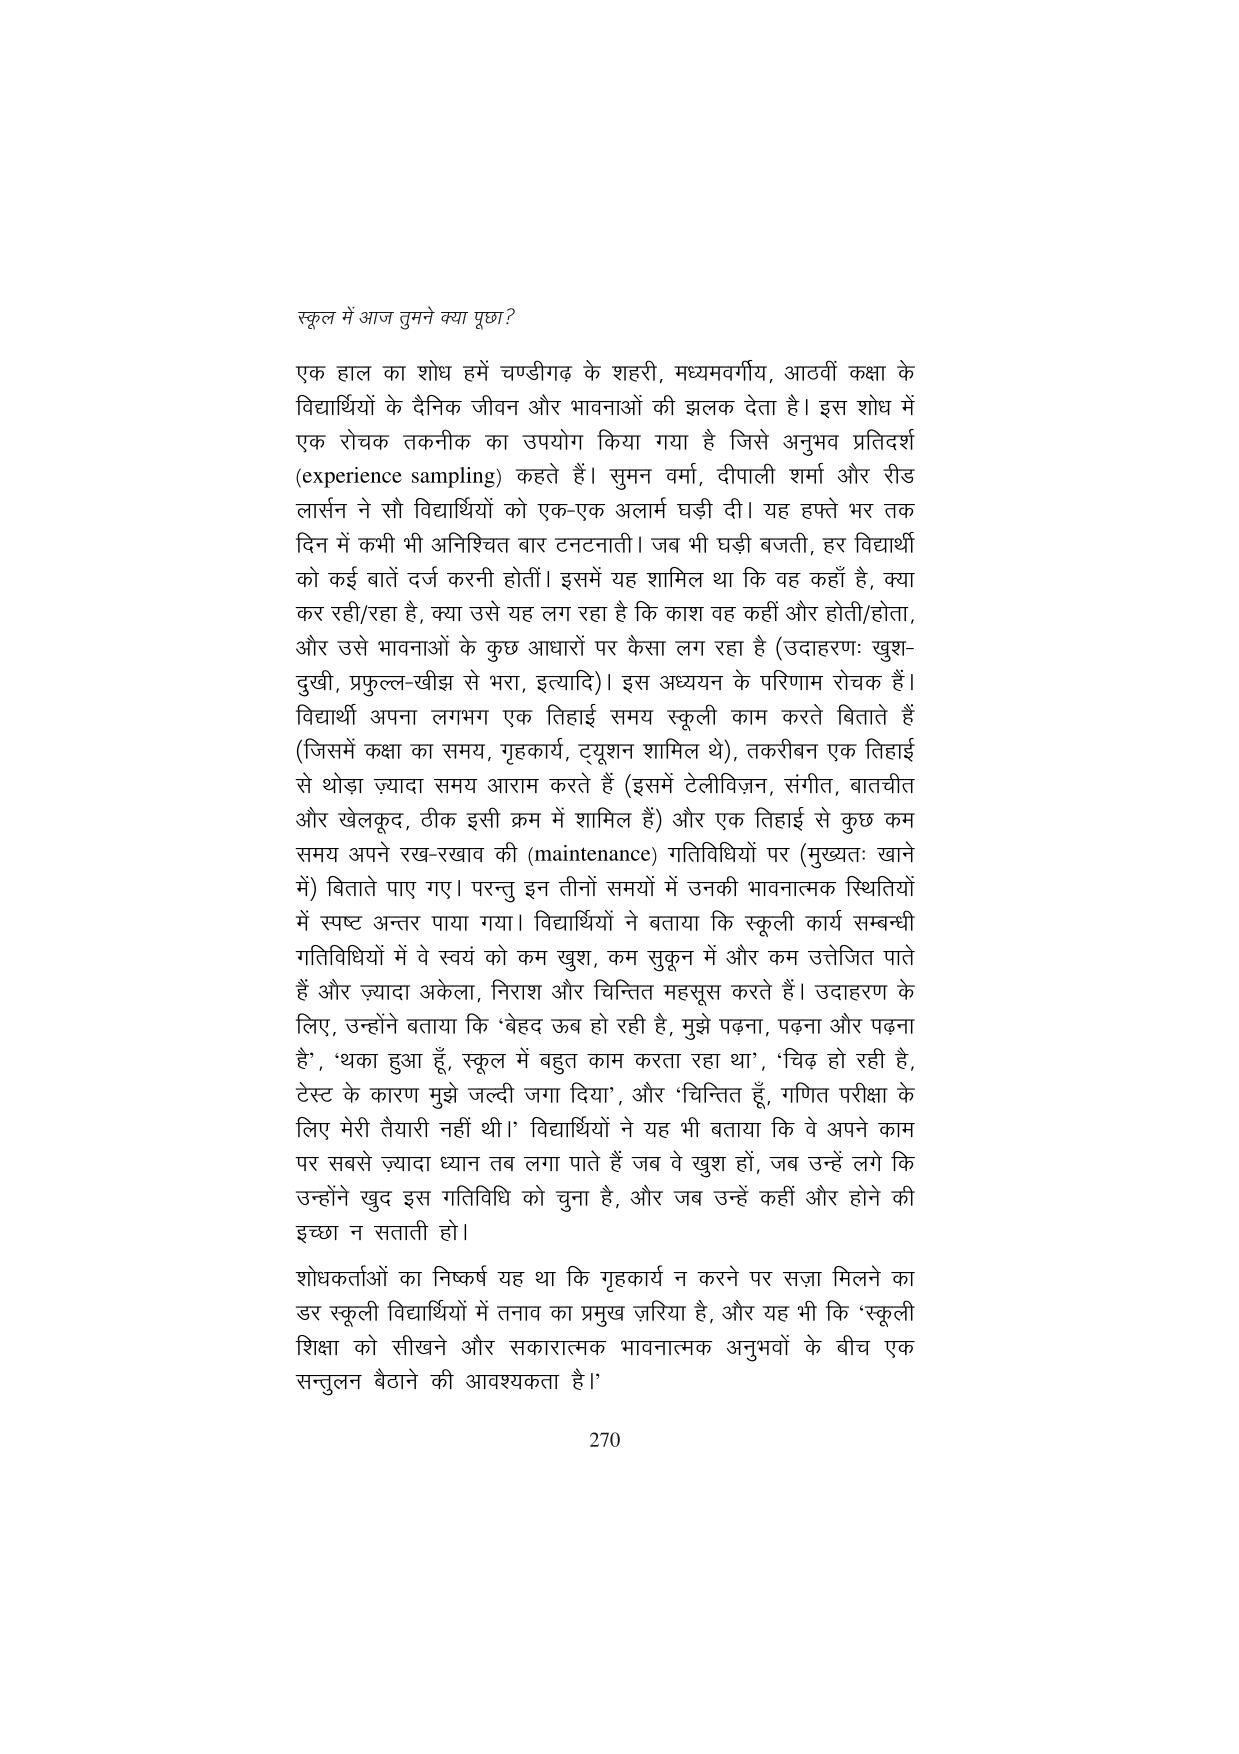 स्कूल में आज तुमने क्या पूछा?
एक हाल का शोध हमें चण्डीगढ़ के शहरी, मध्यमवर्गीय, आठवीं कक्षा के
विद्यार्थियों के दैनिक जीवन और भावनाओं की झलक देता है। इस शोध में
एक रोचक तकनीक का उपयोग किया गया है जिसे अनुभव प्रतिदर्श
(experience sampling) कहते हैं। सुमन वर्मा, दीपाली शर्मा और रीड
लार्सन ने सौ विद्यार्थियों को एक-एक अलार्म घड़ी दी। यह हफ्ते भर तक
दिन में कभी भी अनिश्चित बार टनटनाती। जब भी घड़ी बजती, हर विद्यार्थी
को कई बातें दर्ज करनी होतीं। इसमें यह शामिल था कि वह कहाँ है, क्या
कर रही/रहा है, क्या उसे यह लग रहा है कि काश वह कहीं और होती/होता,
और उसे भावनाओं के कुछ आधारों पर कैसा लग रहा है (उदाहरणः खुश-
दुखी, प्रफुल्ल-खीझ से भरा, इत्यादि)। इस अध्ययन के परिणाम रोचक हैं।
विद्यार्थी अपना लगभग एक तिहाई समय स्कूली काम करते बिताते हैं
(जिसमें कक्षा का समय, गृहकार्य, ट्यूशन शामिल थे), तकरीबन एक तिहाई
से थोड़ा ज़्यादा समय आराम करते हैं (इसमें टेलीविज़न, संगीत, बातचीत
और खेलकूद, ठीक इसी क्रम में शामिल हैं) और एक तिहाई से कुछ कम
समय अपने रख-रखाव की (maintenance) गतिविधियों पर (मुख्यतः खाने
में) बिताते पाए गए। परन्तु इन तीनों समयों में उनकी भावनात्मक स्थितियों
में स्पष्ट अन्तर पाया गया। विद्यार्थियों ने बताया कि स्कूली कार्य सम्बन्धी
गतिविधियों में वे स्वयं को कम खुश, कम सुकून में और कम उत्तेजित पाते
हैं और ज़्यादा अकेला, निराश और चिन्तित महसूस करते हैं। उदाहरण के
लिए, उन्होंने बताया कि ‘बेहद ऊब हो रही है, मुझे पढ़ना, पढ़ना और पढ़ना
है’, ‘थका हुआ हूँ, स्कूल में बहुत काम करता रहा था’, ‘चिढ़ हो रही है,
टेस्ट के कारण मुझे जल्दी जगा दिया’, और ‘चिन्तित हूँ, गणित परीक्षा के
लिए मेरी तैयारी नहीं थी।’ विद्यार्थियों ने यह भी बताया कि वे अपने काम
पर सबसे ज़्यादा ध्यान तब लगा पाते हैं जब वे खुश हों, जब उन्हें लगे कि
उन्होंने खुद इस गतिविधि को चुना है, और जब उन्हें कहीं और होने की
इच्छा न सताती हो।
शोधकर्ताओं का निष्कर्ष यह था कि गृहकार्य न करने पर सज़ा मिलने का
डर स्कूली विद्यार्थियों में तनाव का प्रमुख ज़रिया है, और यह भी कि ‘स्कूली
शिक्षा को सीखने और सकारात्मक भावनात्मक अनुभवों के बीच एक
सन्तुलन बैठाने की आवश्यकता है।’
270